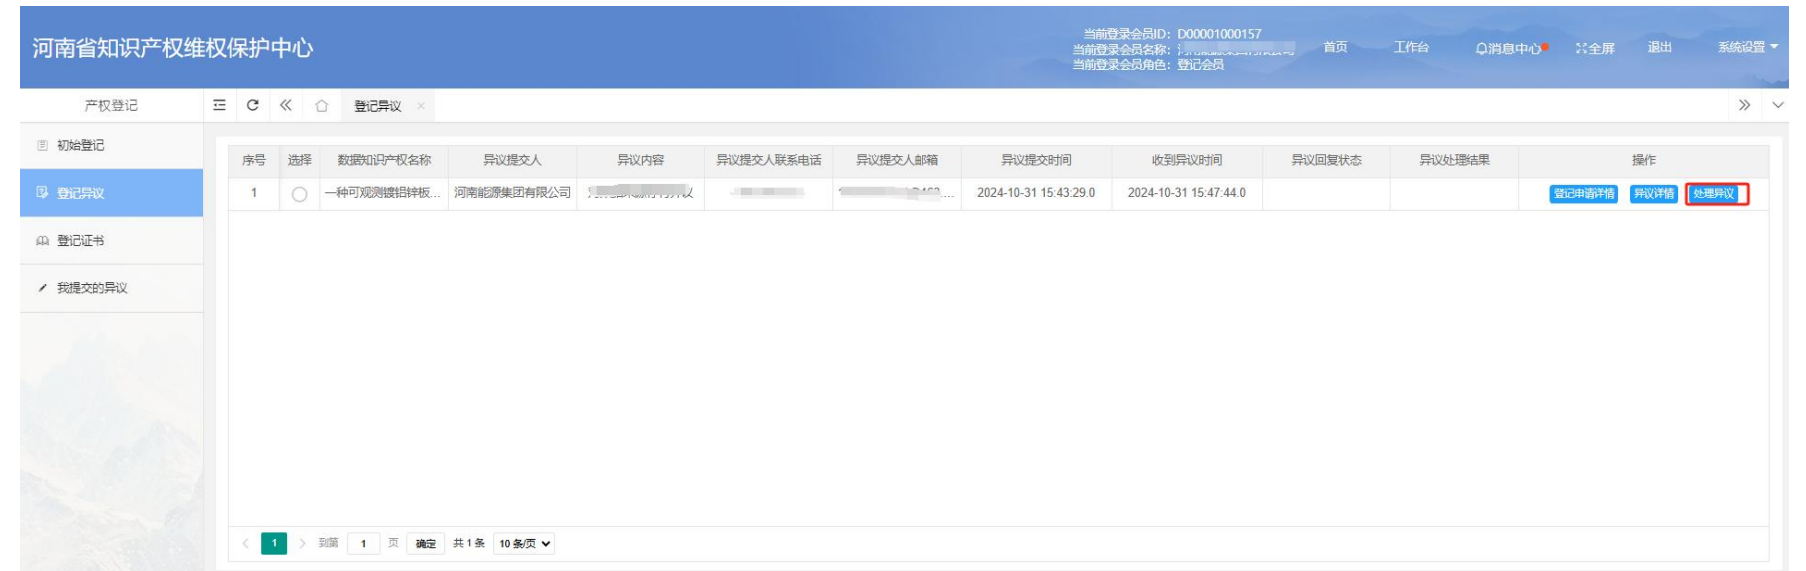 河南省知识产权维权保护中心
当前登录会员ID: D00001000157
当前登录会员名称:
当前登录会员角色: 登记会员
首页 工作台 消息中心 全屏 退出 系统设置
产权登记 登记异议 ×
初始登记
登记异议
登记证书
我提交的异议
序号 选择 数据知识产权名称 异议提交人 异议内容 异议提交人联系电话 异议提交人邮箱 异议提交时间 收到异议时间 异议回复状态 异议处理结果 操作
1 一种可观测镀铝锌板... 河南能源集团有限公司 2024-10-31 15:43:29.0 2024-10-31 15:47:44.0 登记申请详情 异议详情 处理异议
< 1 > 到第 1 页 确定 共 1 条 10 条/页